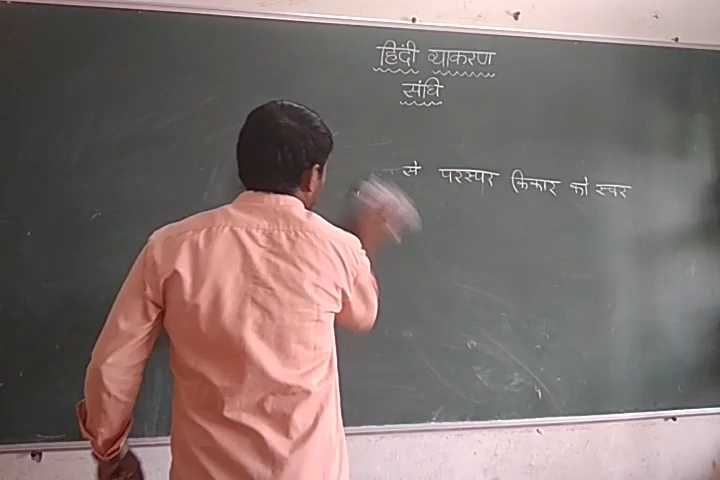 हिंदी व्याकरण
संधि
से परस्पर विकार को स्वर